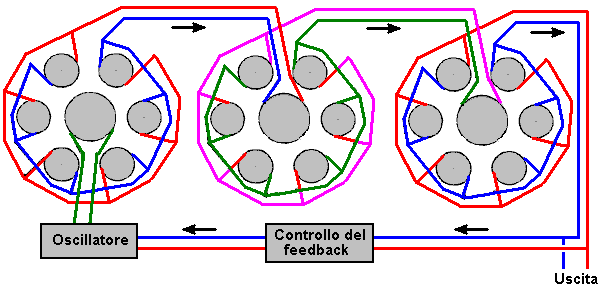 Oscillatore
Controllo del
feedback
Uscita